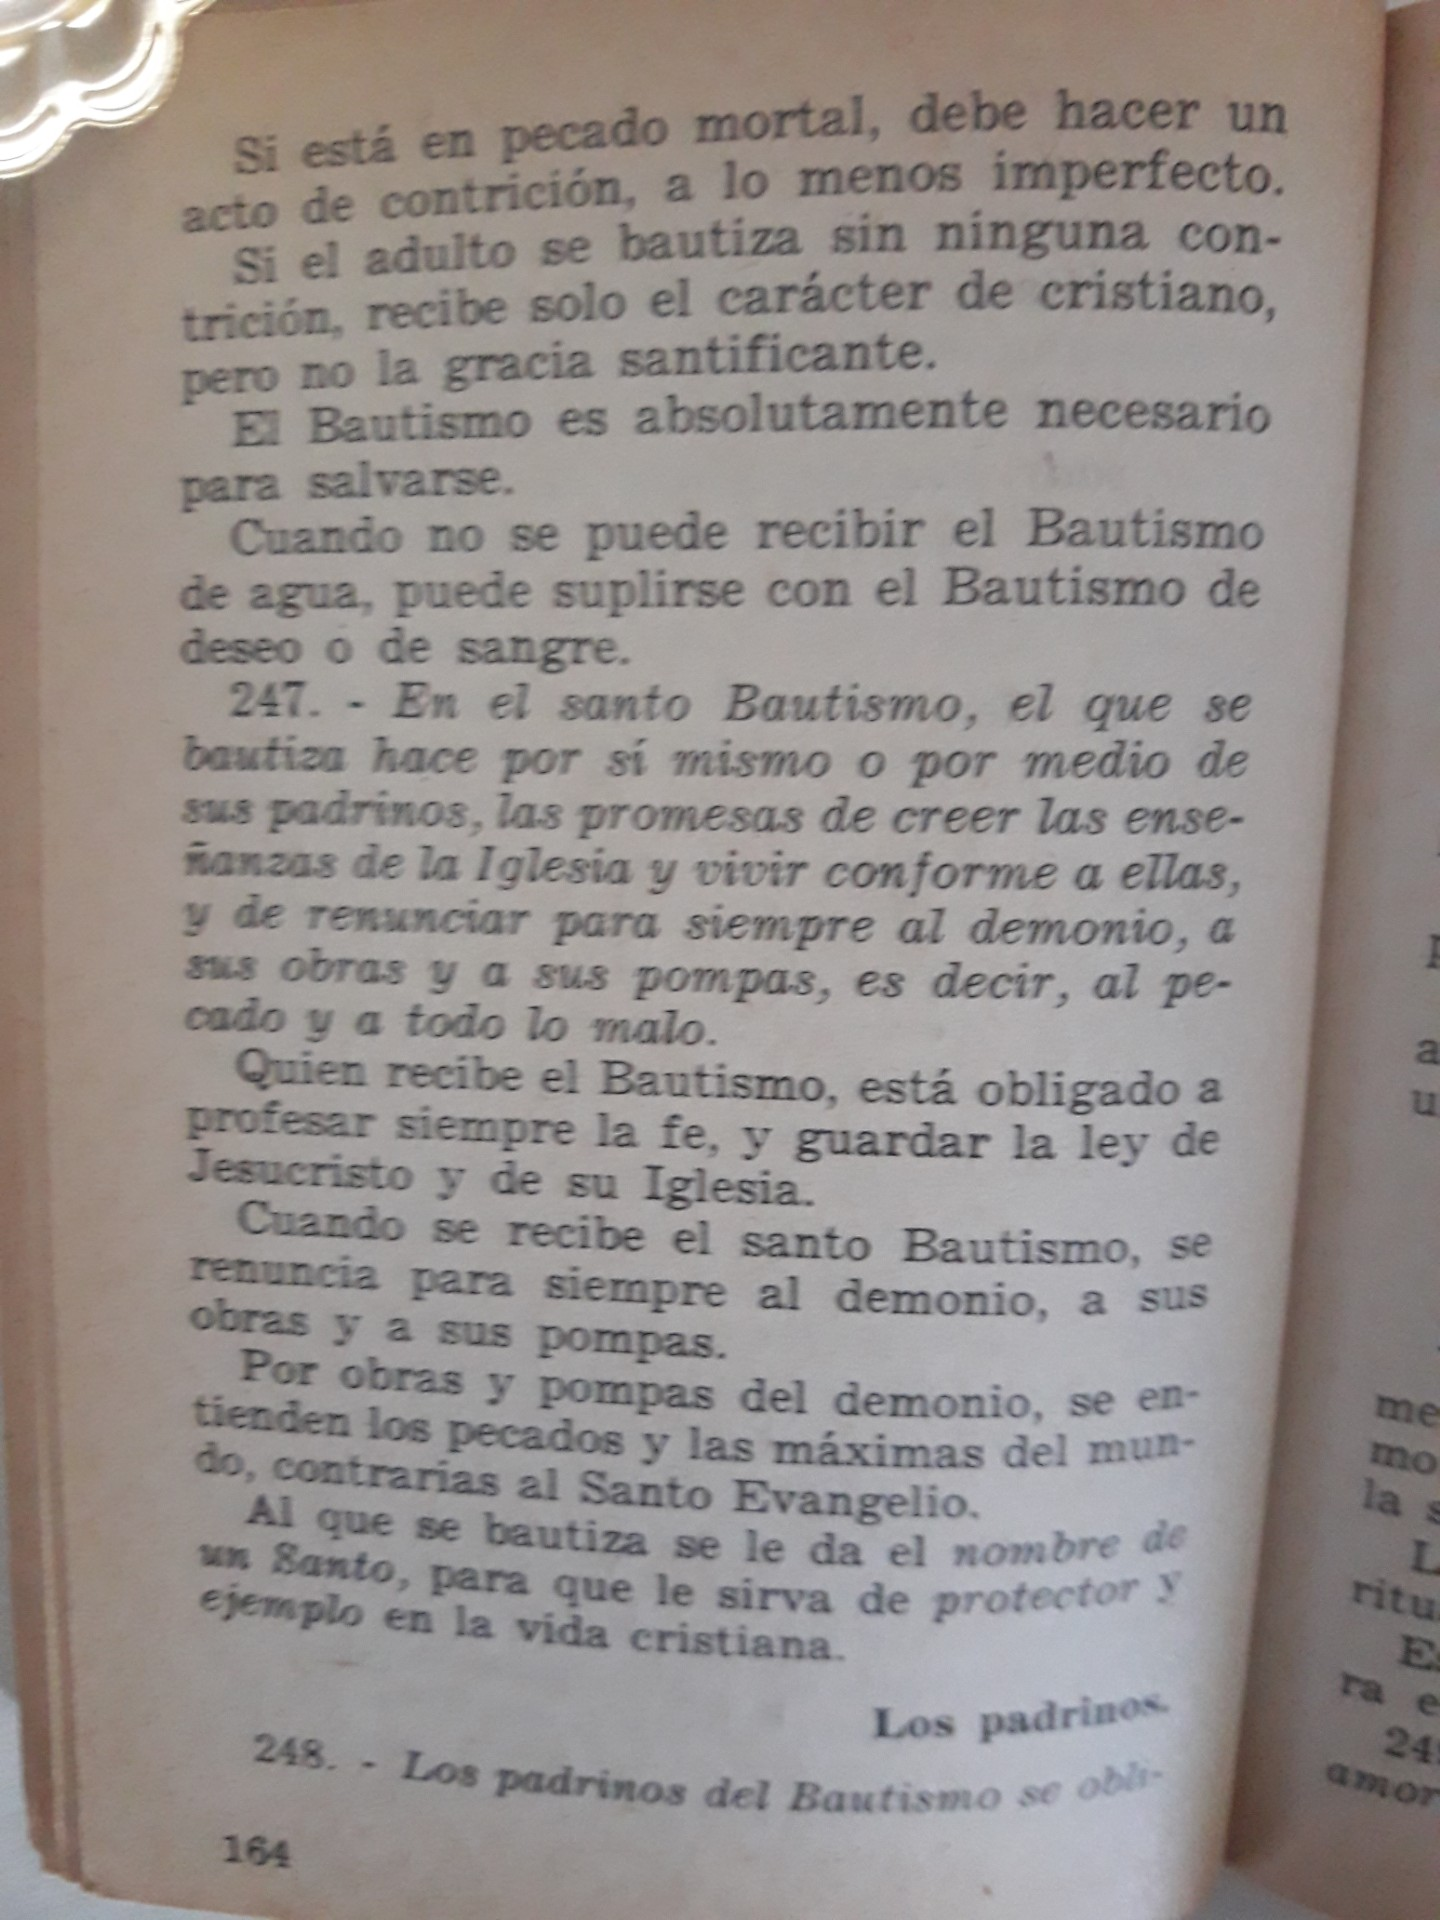 Si está en pecado mortal, debe hacer un
acto de contrición, a lo menos imperfecto.
Si el adulto se bautiza sin ninguna con-
trición, recibe solo el carácter de cristiano,
pero no la gracia santificante.
El Bautismo es absolutamente necesario
para salvarse.
Cuando no se puede recibir el Bautismo
de agua, puede suplirse con el Bautismo de
deseo o de sangre.
247. - En el santo Bautismo, el que se
bautiza hace por sí mismo o por medio de
sus padrinos, las promesas de creer las ense-
ñanzas de la Iglesia y vivir conforme a ellas,
y de renunciar para siempre al demonio, a
sus obras y a sus pompas, es decir, al pe-
cado y a todo lo malo.
Quien recibe el Bautismo, está obligado a
profesar siempre la fe, y guardar la ley de
Jesucristo y de su Iglesia.
Cuando se recibe el santo Bautismo, se
renuncia para siempre al demonio, a sus
obras y a sus pompas.
Por obras y pompas del demonio, se en-
tienden los pecados y las máximas del mun-
do, contrarias al Santo Evangelio.
Al que se bautiza se le da el nombre de
un Santo, para que le sirva de protector y
ejemplo en la vida cristiana.
Los padrinos.
248. - Los padrinos del Bautismo se obli-
164